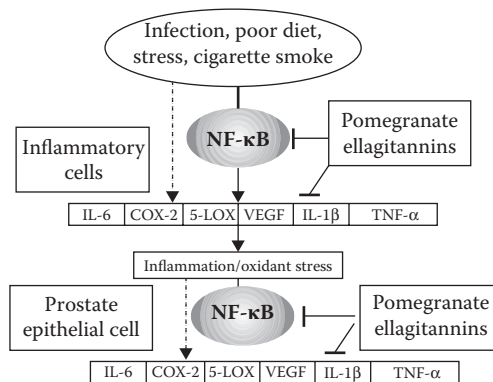 Infection, poor diet,
stress, cigarette smoke
NF-κB
Pomegranate
ellagitannins
Inflammatory
cells
IL-6 COX-2 5-LOX VEGF IL-1β TNF-α
Inflammation/oxidant stress
Prostate
epithelial cell
NF-κB
Pomegranate
ellagitannins
IL-6 COX-2 5-LOX VEGF IL-1β TNF-α